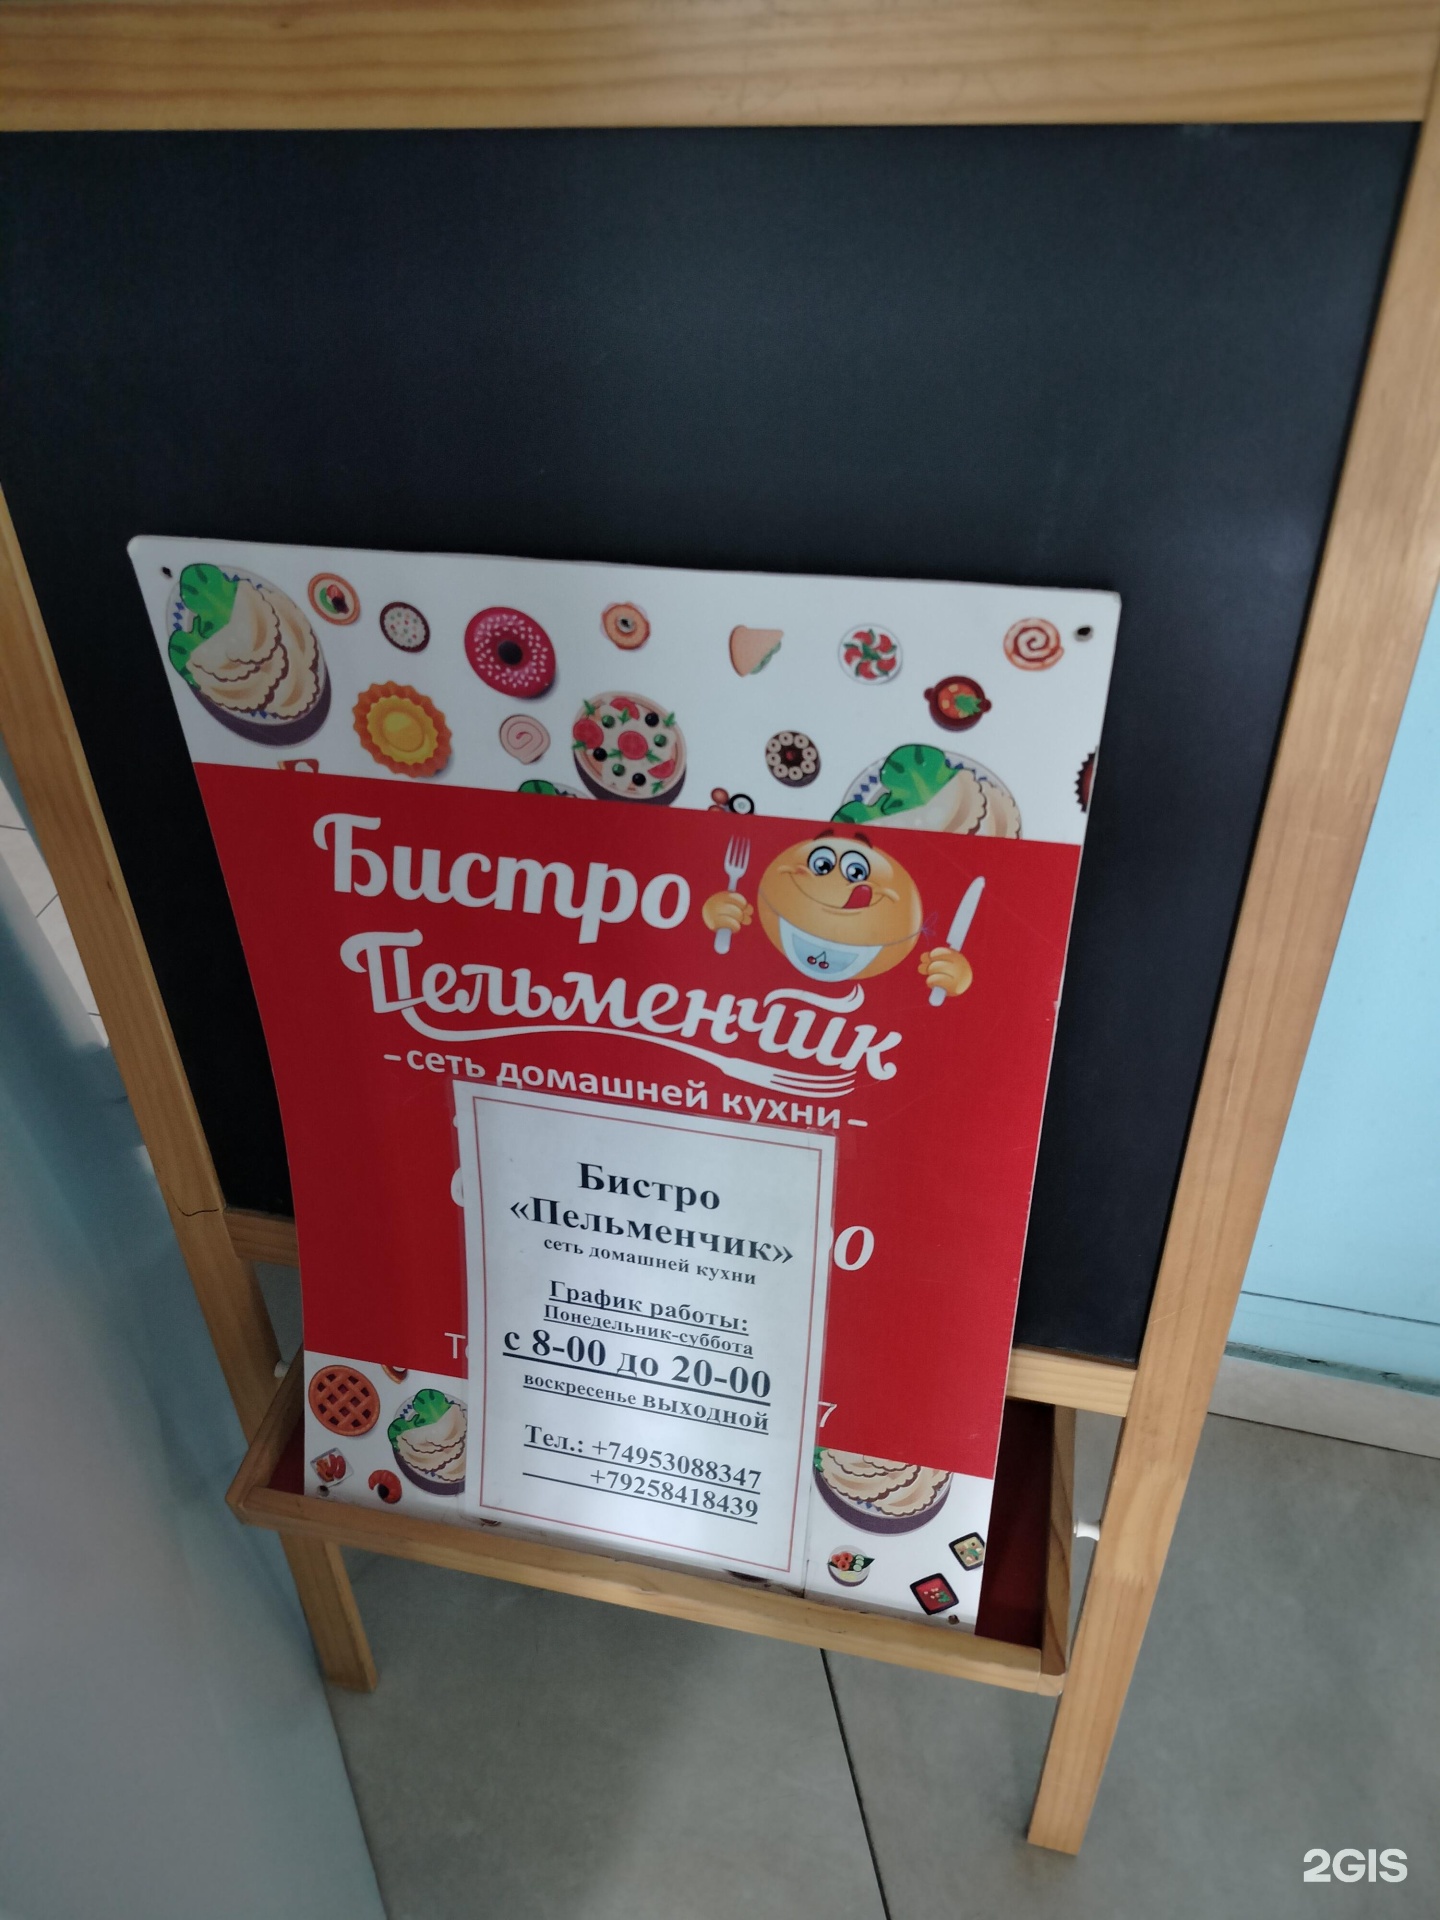 Бистро
Пельменчик
-сеть домашней кухни-
Бистро
«Пельменчик»
сеть домашней кухни
График работы:
Понедельник-суббота
с 8-00 до 20-00
воскресенье ВЫХОДНОЙ
Тел.: +74953088347
+79258418439
2GIS